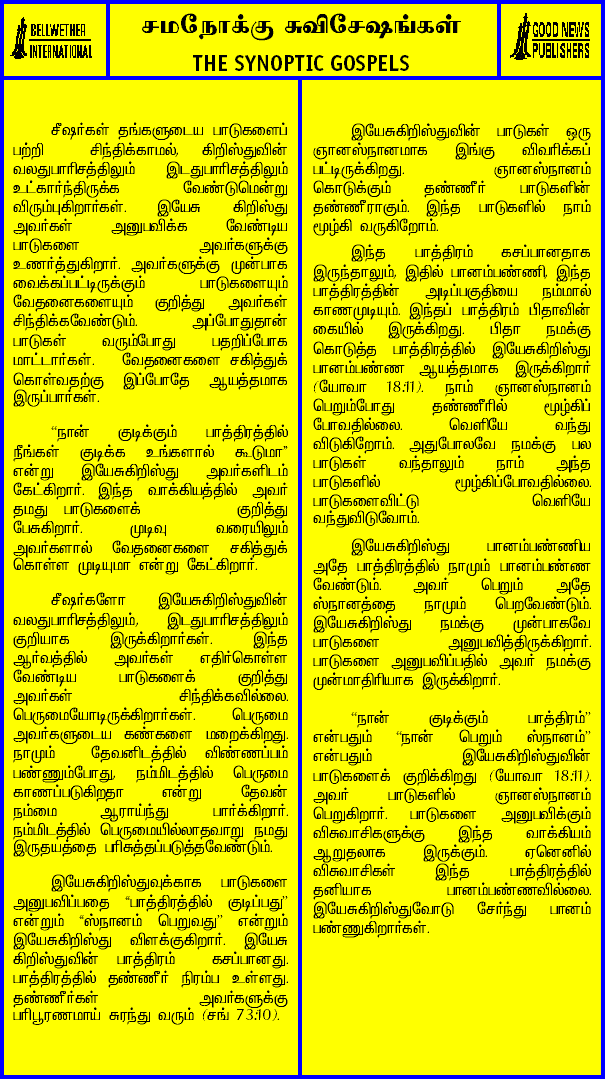 BELLWETHER
INTERNATIONAL
சமநோக்கு சுவிசேஷங்கள்
THE SYNOPTIC GOSPELS
GOOD NEWS
PUBLISHERS
சீஷர்கள் தங்களுடைய பாடுகளைப்
பற்றி சிந்திக்காமல், கிறிஸ்துவின்
வலதுபாரிசத்திலும் இடதுபாரிசத்திலும்
உட்கார்ந்திருக்க வேண்டுமென்று
விரும்புகிறார்கள். இயேசு கிறிஸ்து
அவர்கள் அனுபவிக்க வேண்டிய
பாடுகளை அவர்களுக்கு
உணர்த்துகிறார். அவர்களுக்கு முன்பாக
வைக்கப்பட்டிருக்கும் பாடுகளையும்
வேதனைகளையும் குறித்து அவர்கள்
சிந்திக்கவேண்டும். அப்போதுதான்
பாடுகள் வரும்போது பதறிப்போக
மாட்டார்கள். வேதனைகளை சகித்துக்
கொள்வதற்கு இப்போதே ஆயத்தமாக
இருப்பார்கள்.
“நான் குடிக்கும் பாத்திரத்தில்
நீங்கள் குடிக்க உங்களால் கூடுமா”
என்று இயேசுகிறிஸ்து அவர்களிடம்
கேட்கிறார். இந்த வாக்கியத்தில் அவர்
தமது பாடுகளைக் குறித்து
பேசுகிறார். முடிவு வரையிலும்
அவர்களால் வேதனைகளை சகித்துக்
கொள்ள முடியுமா என்று கேட்கிறார்.
சீஷர்களோ இயேசுகிறிஸ்துவின்
வலதுபாரிசத்திலும், இடதுபாரிசத்திலும்
குறியாக இருக்கிறார்கள். இந்த
ஆர்வத்தில் அவர்கள் எதிர்கொள்ள
வேண்டிய பாடுகளைக் குறித்து
அவர்கள் சிந்திக்கவில்லை.
பெருமையோடிருக்கிறார்கள். பெருமை
அவர்களுடைய கண்களை மறைக்கிறது.
நாமும் தேவனிடத்தில் விண்ணப்பம்
பண்ணும்போது, நம்மிடத்தில் பெருமை
காணப்படுகிறதா என்று தேவன்
நம்மை ஆராய்ந்து பார்க்கிறார்.
நம்மிடத்தில் பெருமையில்லாதவாறு நமது
இருதயத்தை பரிசுத்தப்படுத்தவேண்டும்.
இயேசுகிறிஸ்துவுக்காக பாடுகளை
அனுபவிப்பதை “பாத்திரத்தில் குடிப்பது”
என்றும் “ஸ்நானம் பெறுவது” என்றும்
இயேசுகிறிஸ்து விளக்குகிறார். இயேசு
கிறிஸ்துவின் பாத்திரம் கசப்பானது.
பாத்திரத்தில் தண்ணீர் நிரம்ப உள்ளது.
தண்ணீர்கள் அவர்களுக்கு
பரிபூரணமாய் சுரந்து வரும் (சங் 73:10).
இயேசுகிறிஸ்துவின் பாடுகள் ஒரு
ஞானஸ்நானமாக இங்கு விவரிக்கப்
பட்டிருக்கிறது. ஞானஸ்நானம்
கொடுக்கும் தண்ணீர் பாடுகளின்
தண்ணீராகும். இந்த பாடுகளில் நாம்
மூழ்கி வருகிறோம்.
இந்த பாத்திரம் கசப்பானதாக
இருந்தாலும், இதில் பானம்பண்ணி, இந்த
பாத்திரத்தின் அடிப்பகுதியை நம்மால்
காணமுடியும். இந்தப் பாத்திரம் பிதாவின்
கையில் இருக்கிறது. பிதா நமக்கு
கொடுத்த பாத்திரத்தில் இயேசுகிறிஸ்து
பானம்பண்ண ஆயத்தமாக இருக்கிறார்
(யோவா 18:11). நாம் ஞானஸ்நானம்
பெறும்போது தண்ணீரில் மூழ்கிப்
போவதில்லை. வெளியே வந்து
விடுகிறோம். அதுபோலவே நமக்கு பல
பாடுகள் வந்தாலும் நாம் அந்த
பாடுகளில் மூழ்கிப்போவதில்லை.
பாடுகளைவிட்டு வெளியே
வந்துவிடுவோம்.
இயேசுகிறிஸ்து பானம்பண்ணிய
அதே பாத்திரத்தில் நாமும் பானம்பண்ண
வேண்டும். அவர் பெறும் அதே
ஸ்நானத்தை நாமும் பெறவேண்டும்.
இயேசுகிறிஸ்து நமக்கு முன்பாகவே
பாடுகளை அனுபவித்திருக்கிறார்.
பாடுகளை அனுபவிப்பதில் அவர் நமக்கு
முன்மாதிரியாக இருக்கிறார்.
“நான் குடிக்கும் பாத்திரம்”
என்பதும் “நான் பெறும் ஸ்நானம்”
என்பதும் இயேசுகிறிஸ்துவின்
பாடுகளைக் குறிக்கிறது (யோவா 18:11).
அவர் பாடுகளில் ஞானஸ்நானம்
பெறுகிறார். பாடுகளை அனுபவிக்கும்
விசுவாசிகளுக்கு இந்த வாக்கியம்
ஆறுதலாக இருக்கும். ஏனெனில்
விசுவாசிகள் இந்த பாத்திரத்தில்
தனியாக பானம்பண்ணவில்லை.
இயேசுகிறிஸ்துவோடு சேர்ந்து பானம்
பண்ணுகிறார்கள்.